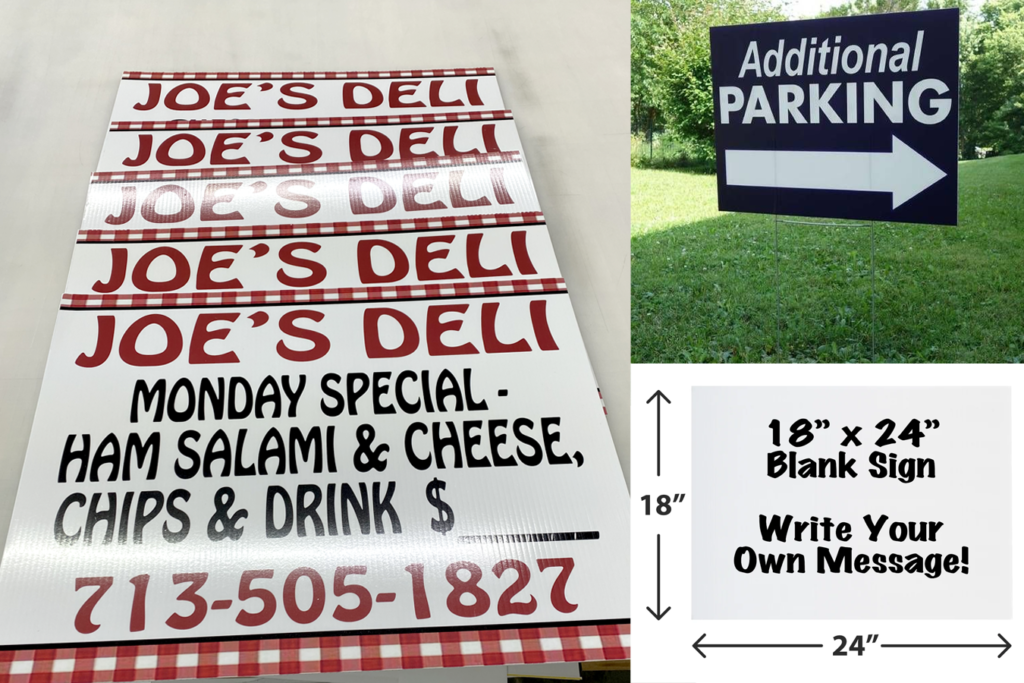 JOE'S DELI
JOE'S DELI
JOE'S DELI
JOE'S DELI
JOE'S DELI
MONDAY SPECIAL -
HAM SALAMI & CHEESE,
CHIPS & DRINK $______
713-505-1827
Additional
PARKING
18” x 24”
Blank Sign
Write Your
Own Message!
18”
24”